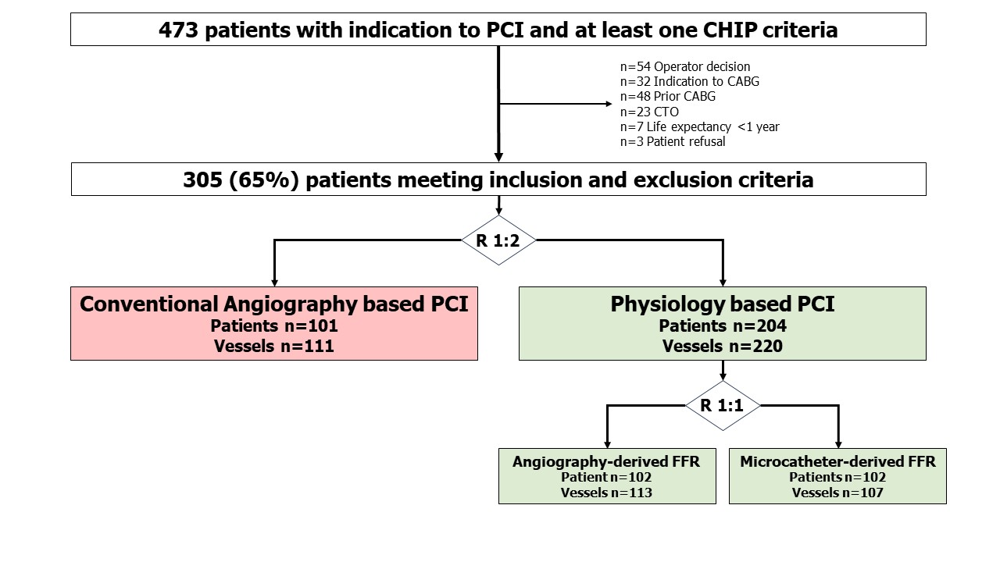 473 patients with indication to PCI and at least one CHIP criteria
n=54 Operator decision
n=32 Indication to CABG
n=48 Prior CABG
n=23 CTO
n=7 Life expectancy <1 year
n=3 Patient refusal
305 (65%) patients meeting inclusion and exclusion criteria
R 1:2
Conventional Angiography based PCI
Patients n=101
Vessels n=111
Physiology based PCI
Patients n=204
Vessels n=220
R 1:1
Angiography-derived FFR
Patient n=102
Vessels n=113
Microcatheter-derived FFR
Patients n=102
Vessels n=107